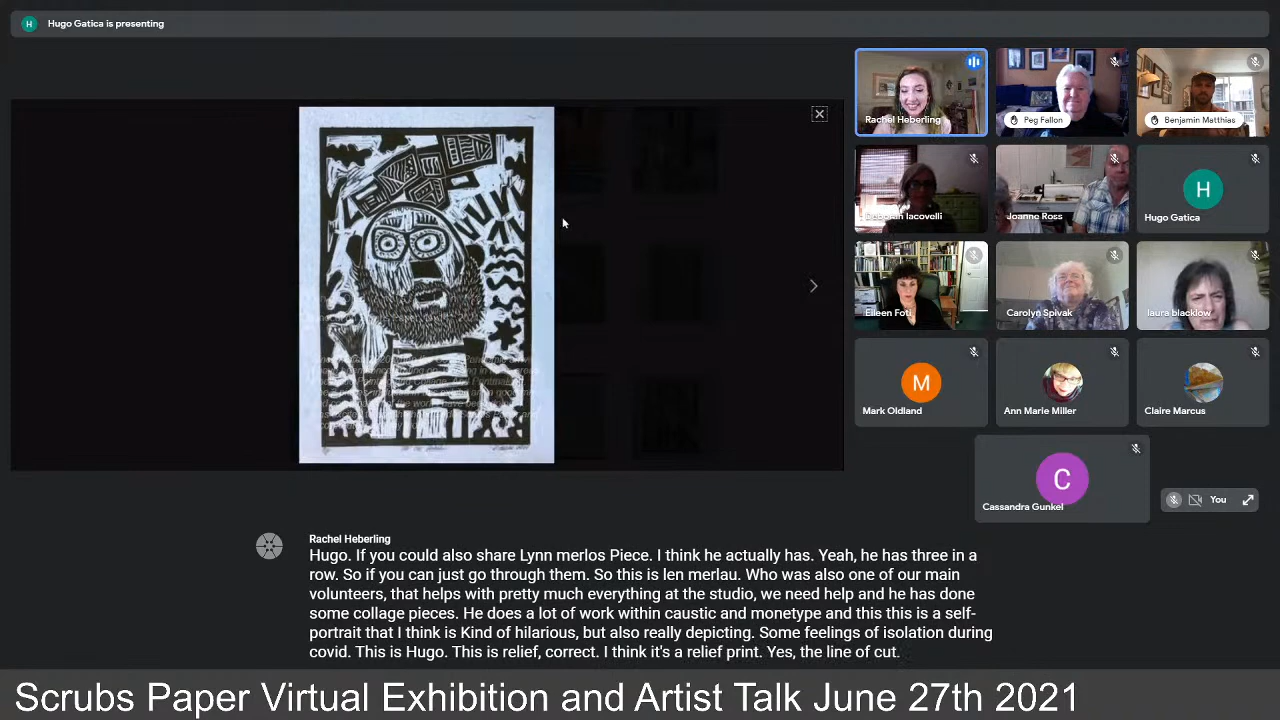 H
Hugo Gatica is presenting
Rachel Heberling
Peg Fallon
Benjamin Matthias
Deborah Iacovelli
Joanne Ross
H
Hugo Gatica
Eileen Foti
Carolyn Spivak
laura blacklow
M
Mark Oldland
Ann Marie Miller
Claire Marcus
C
Cassandra Gunkel
You
Rachel Heberling
Hugo. If you could also share Lynn merlos Piece. I think he actually has. Yeah, he has three in a
row. So if you can just go through them. So this is len merlau. Who was also one of our main
volunteers, that helps with pretty much everything at the studio, we need help and he has done
some collage pieces. He does a lot of work within caustic and monetype and this this is a self-
portrait that I think is Kind of hilarious, but also really depicting. Some feelings of isolation during
covid. This is Hugo. This is relief, correct. I think it's a relief print. Yes, the line of cut.
Scrubs Paper Virtual Exhibition and Artist Talk June 27th 2021